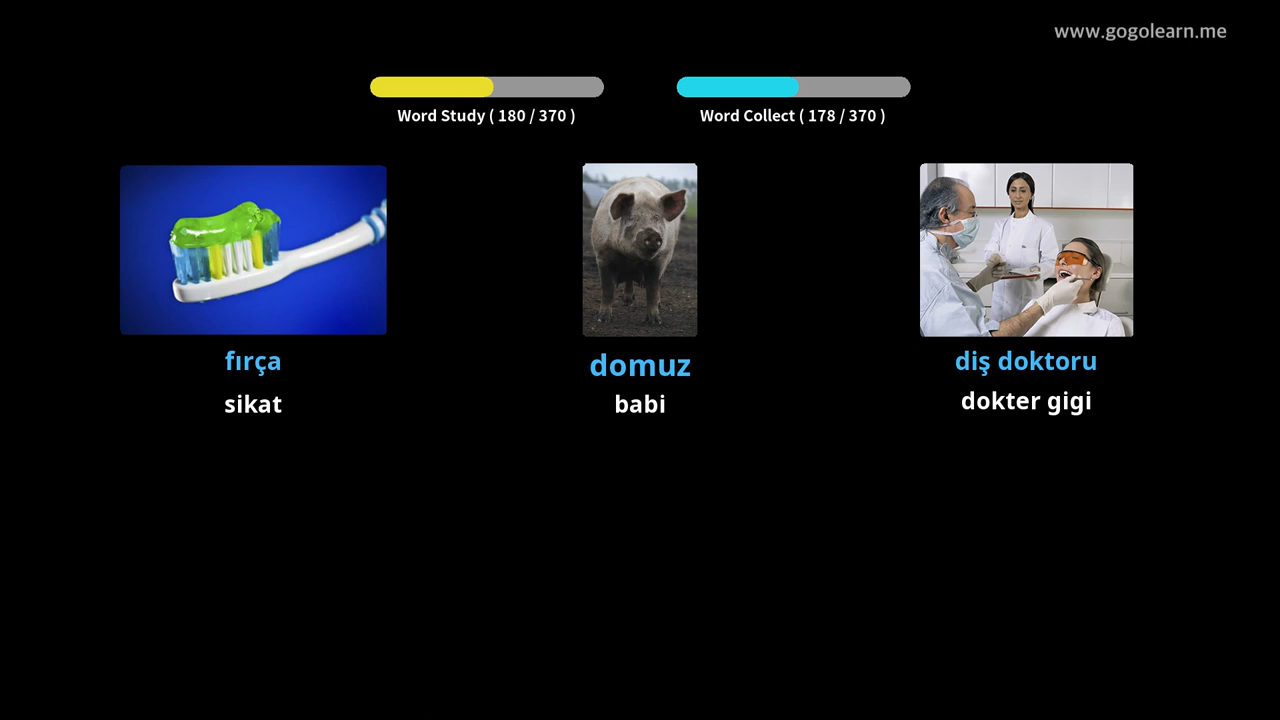 www.gogolearn.me
Word Study ( 180 / 370 )
Word Collect ( 178 / 370 )
fırça
domuz
diş doktoru
sikat
babi
dokter gigi